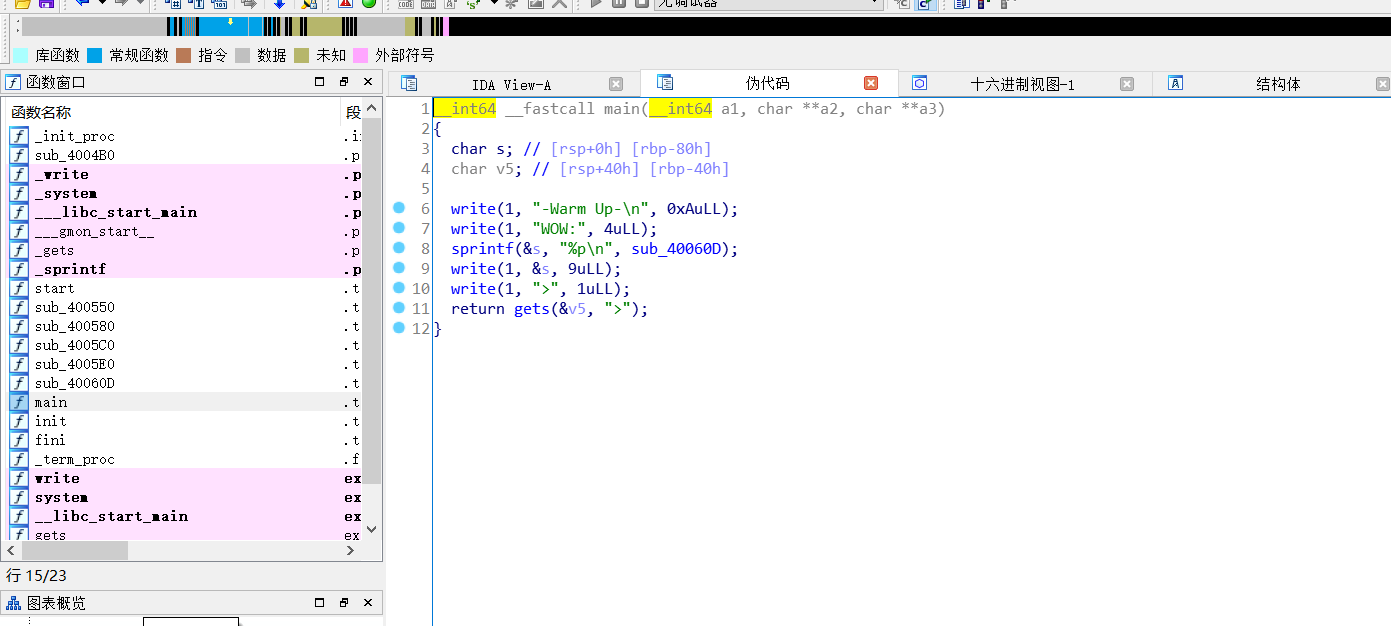 无调试器
库函数 常规函数 指令 数据 未知 外部符号
函数窗口
函数名称 段
_init_proc
sub_4004B0 .p
_write .p
_system .p
___libc_start_main .p
___gmon_start__ .p
_gets .p
_sprintf .p
start .t
sub_400550 .t
sub_400580 .t
sub_4005C0 .t
sub_4005E0 .t
sub_40060D .t
main .t
init .t
fini .t
_term_proc .f
write ex
system ex
__libc_start_main ex
gets ex
行 15/23
图表概览
IDA View-A 伪代码 十六进制视图-1 结构体
1 __int64 __fastcall main(__int64 a1, char **a2, char **a3)
2 {
3 char s; // [rsp+0h] [rbp-80h]
4 char v5; // [rsp+40h] [rbp-40h]
5
6 write(1, "-Warm Up-\n", 0xAuLL);
7 write(1, "WOW:", 4uLL);
8 sprintf(&s, "%p\n", sub_40060D);
9 write(1, &s, 9uLL);
10 write(1, ">", 1uLL);
11 return gets(&v5, ">");
12 }